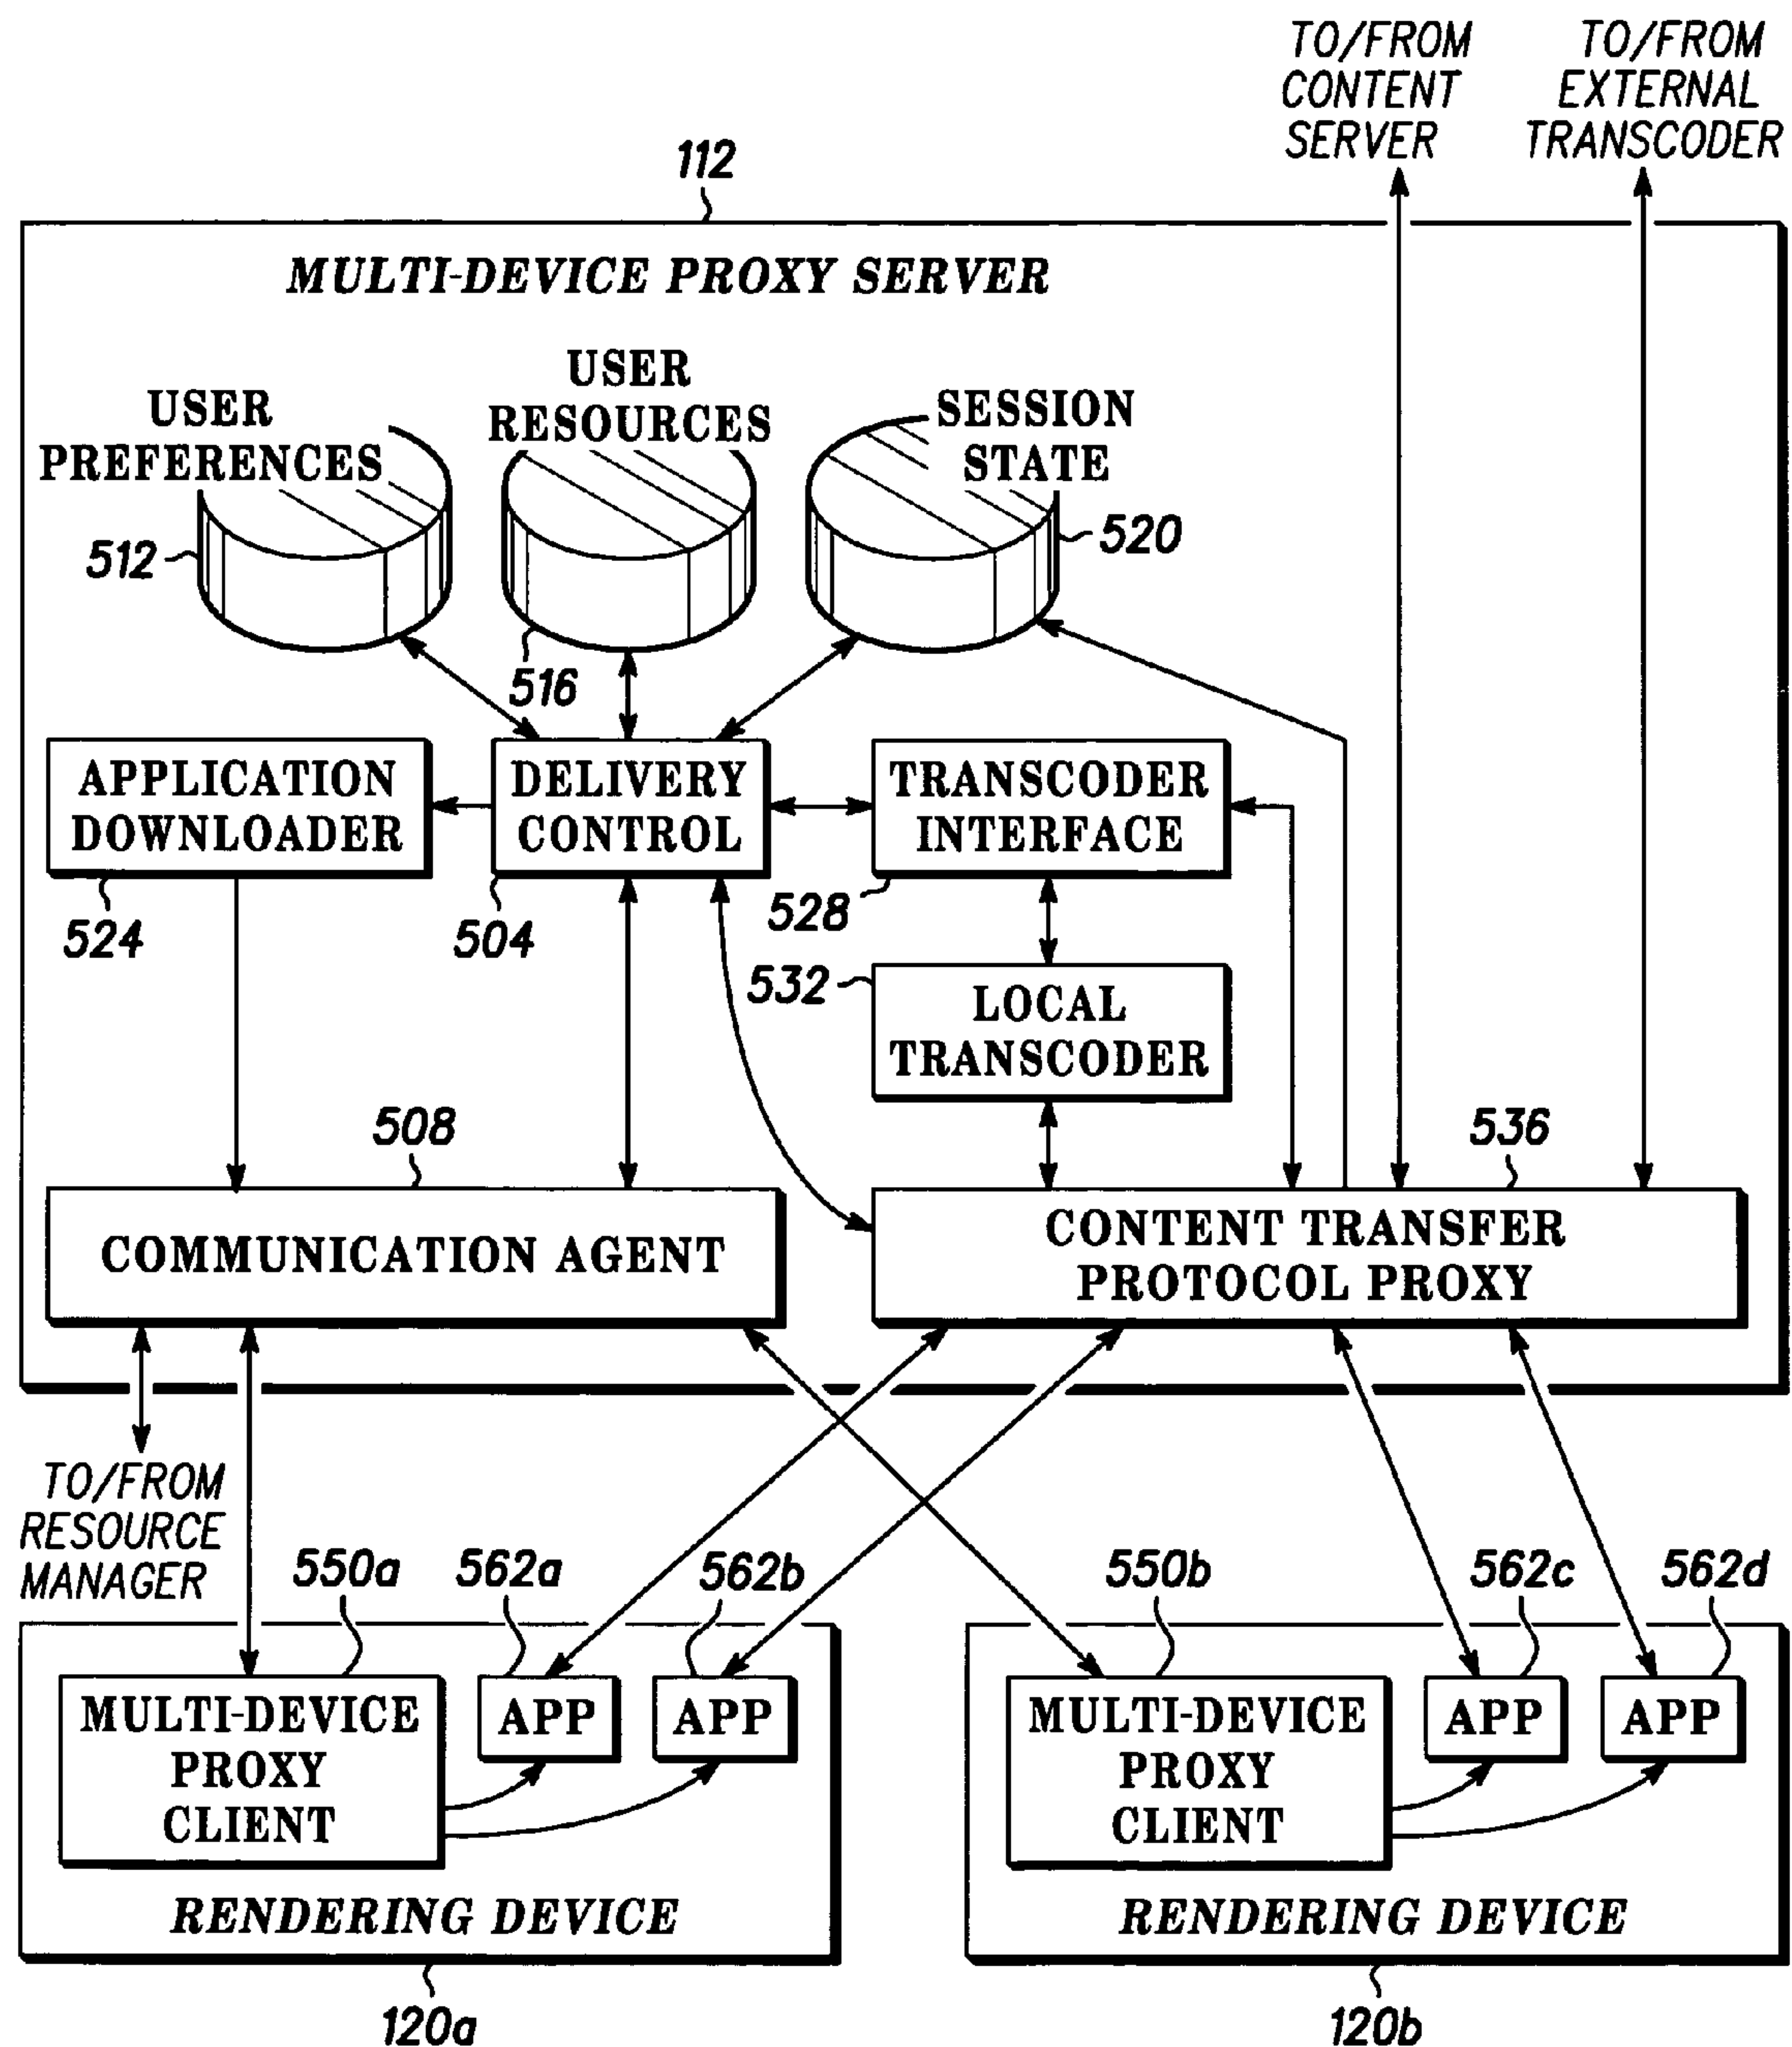 TO/FROM
CONTENT
SERVER
TO/FROM
EXTERNAL
TRANSCODER
112
MULTI-DEVICE PROXY SERVER
USER
PREFERENCES
USER
RESOURCES
SESSION
STATE
512
516
520
APPLICATION
DOWNLOADER
DELIVERY
CONTROL
TRANSCODER
INTERFACE
524
504
528
532
LOCAL
TRANSCODER
508
536
COMMUNICATION AGENT
CONTENT TRANSFER
PROTOCOL PROXY
TO/FROM
RESOURCE
MANAGER
550a
562a
562b
550b
562c
562d
MULTI-DEVICE
PROXY
CLIENT
APP
APP
RENDERING DEVICE
MULTI-DEVICE
PROXY
CLIENT
APP
APP
RENDERING DEVICE
120a
120b